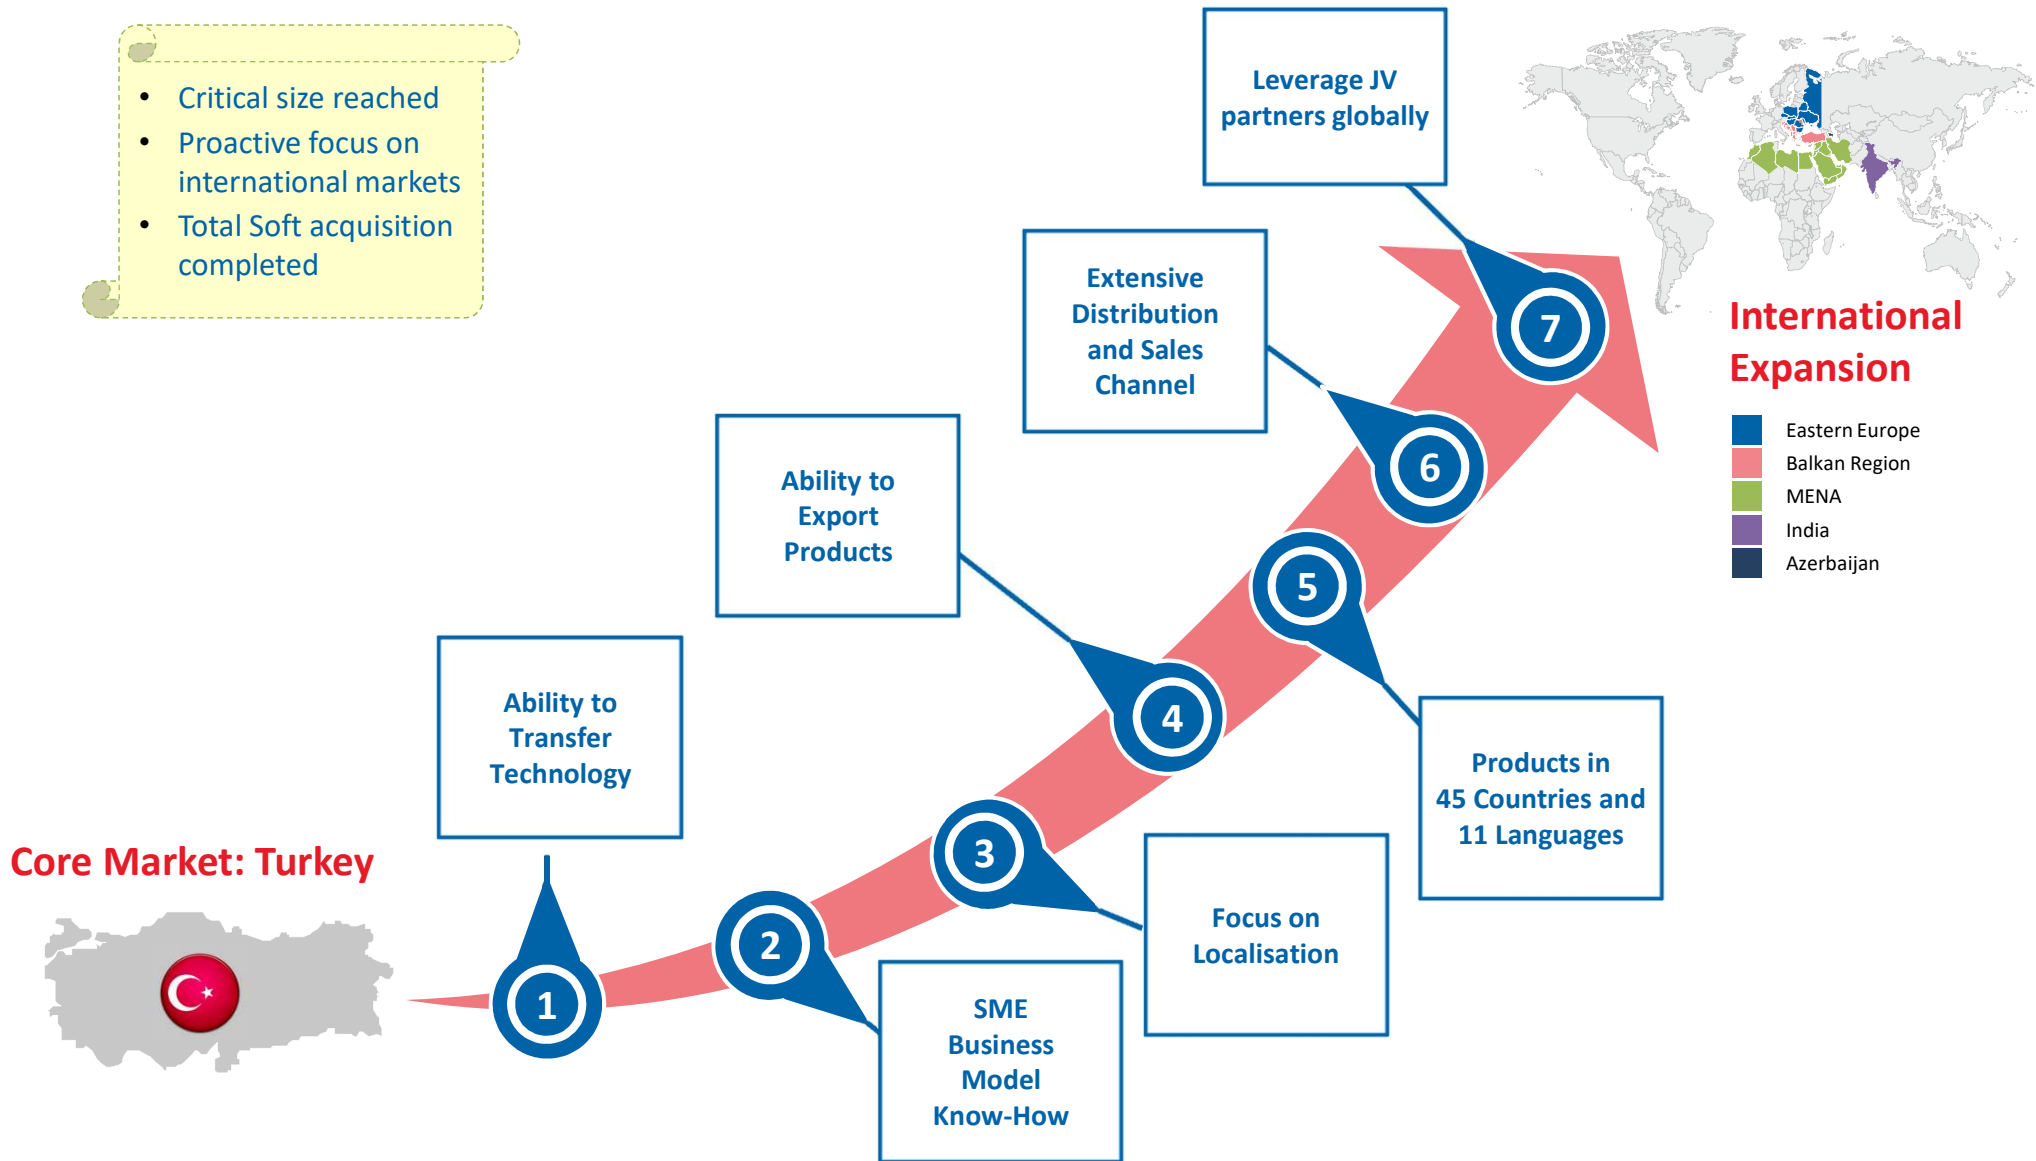 • Critical size reached
• Proactive focus on
international markets
• Total Soft acquisition
completed
Leverage JV
partners globally
Extensive
Distribution
and Sales
Channel
Ability to
Export
Products
Ability to
Transfer
Technology
International
Expansion
Eastern Europe
Balkan Region
MENA
India
Azerbaijan
7
6
5
4
3
2
1
Products in
45 Countries and
11 Languages
Focus on
Localisation
SME
Business
Model
Know-How
Core Market: Turkey